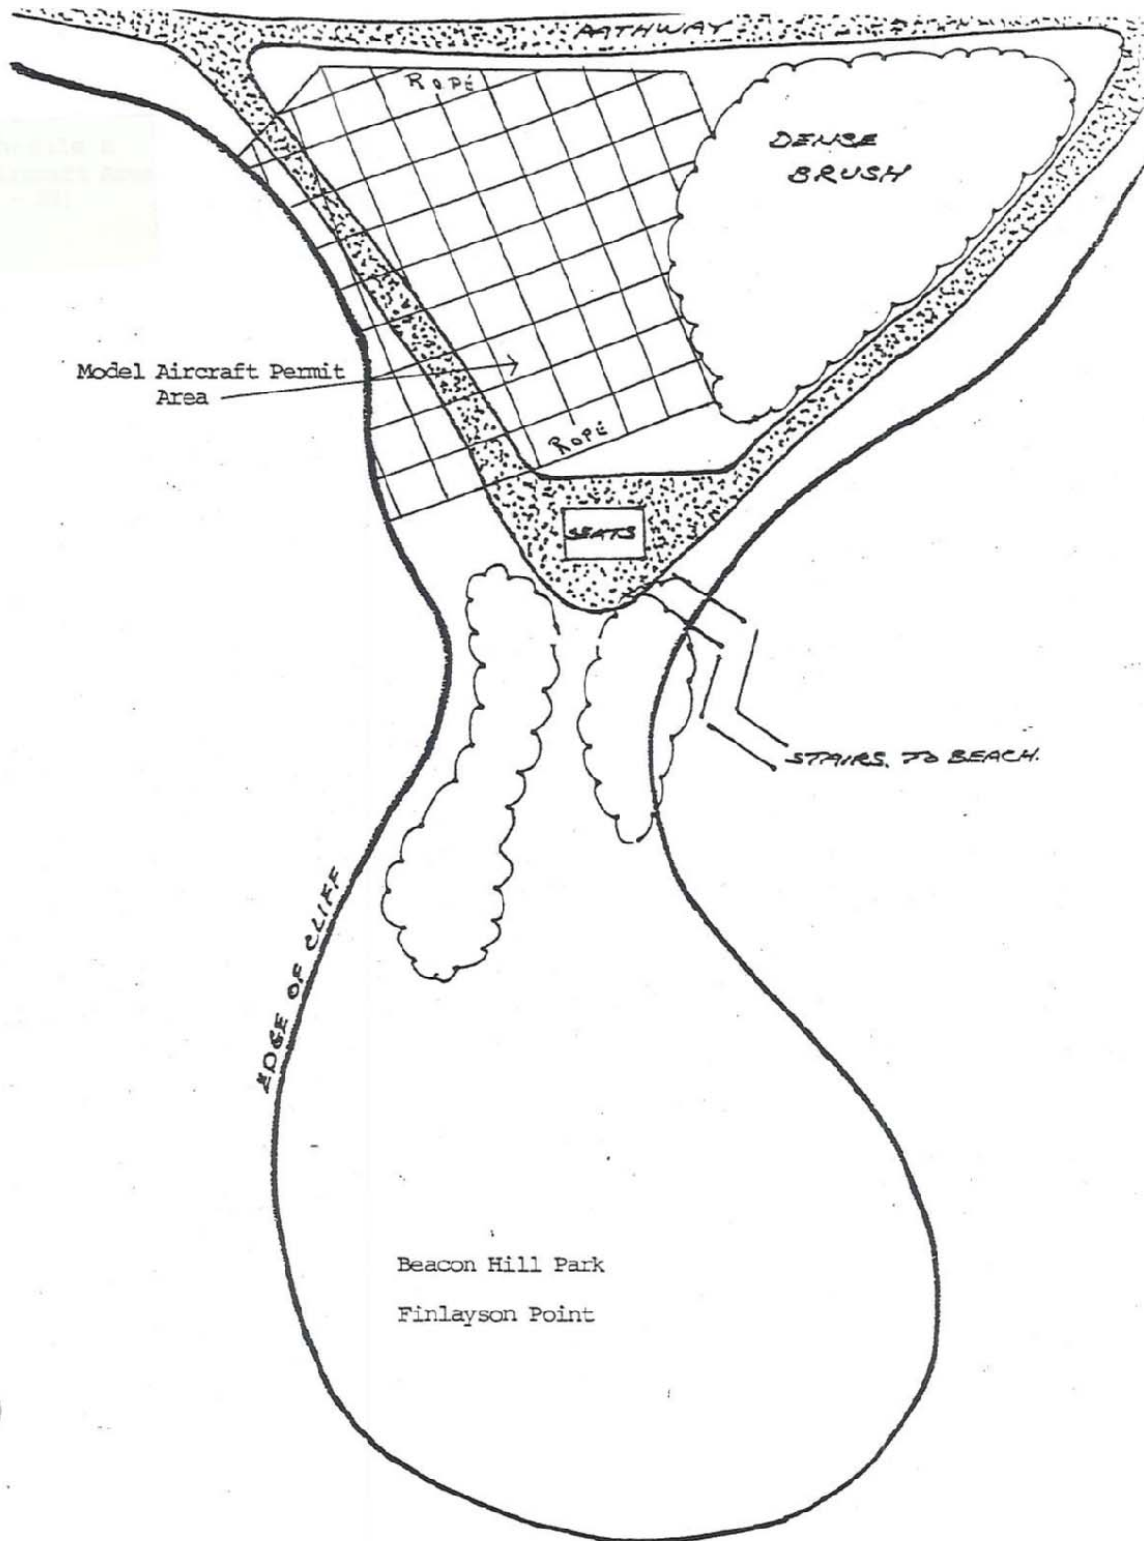 PATHWAY
ROPE
DENSE
BRUSH
Model Aircraft Permit
Area
ROPE
SEATS
STAIRS. TO BEACH.
EDGE OF CLIFF
Beacon Hill Park
Finlayson Point